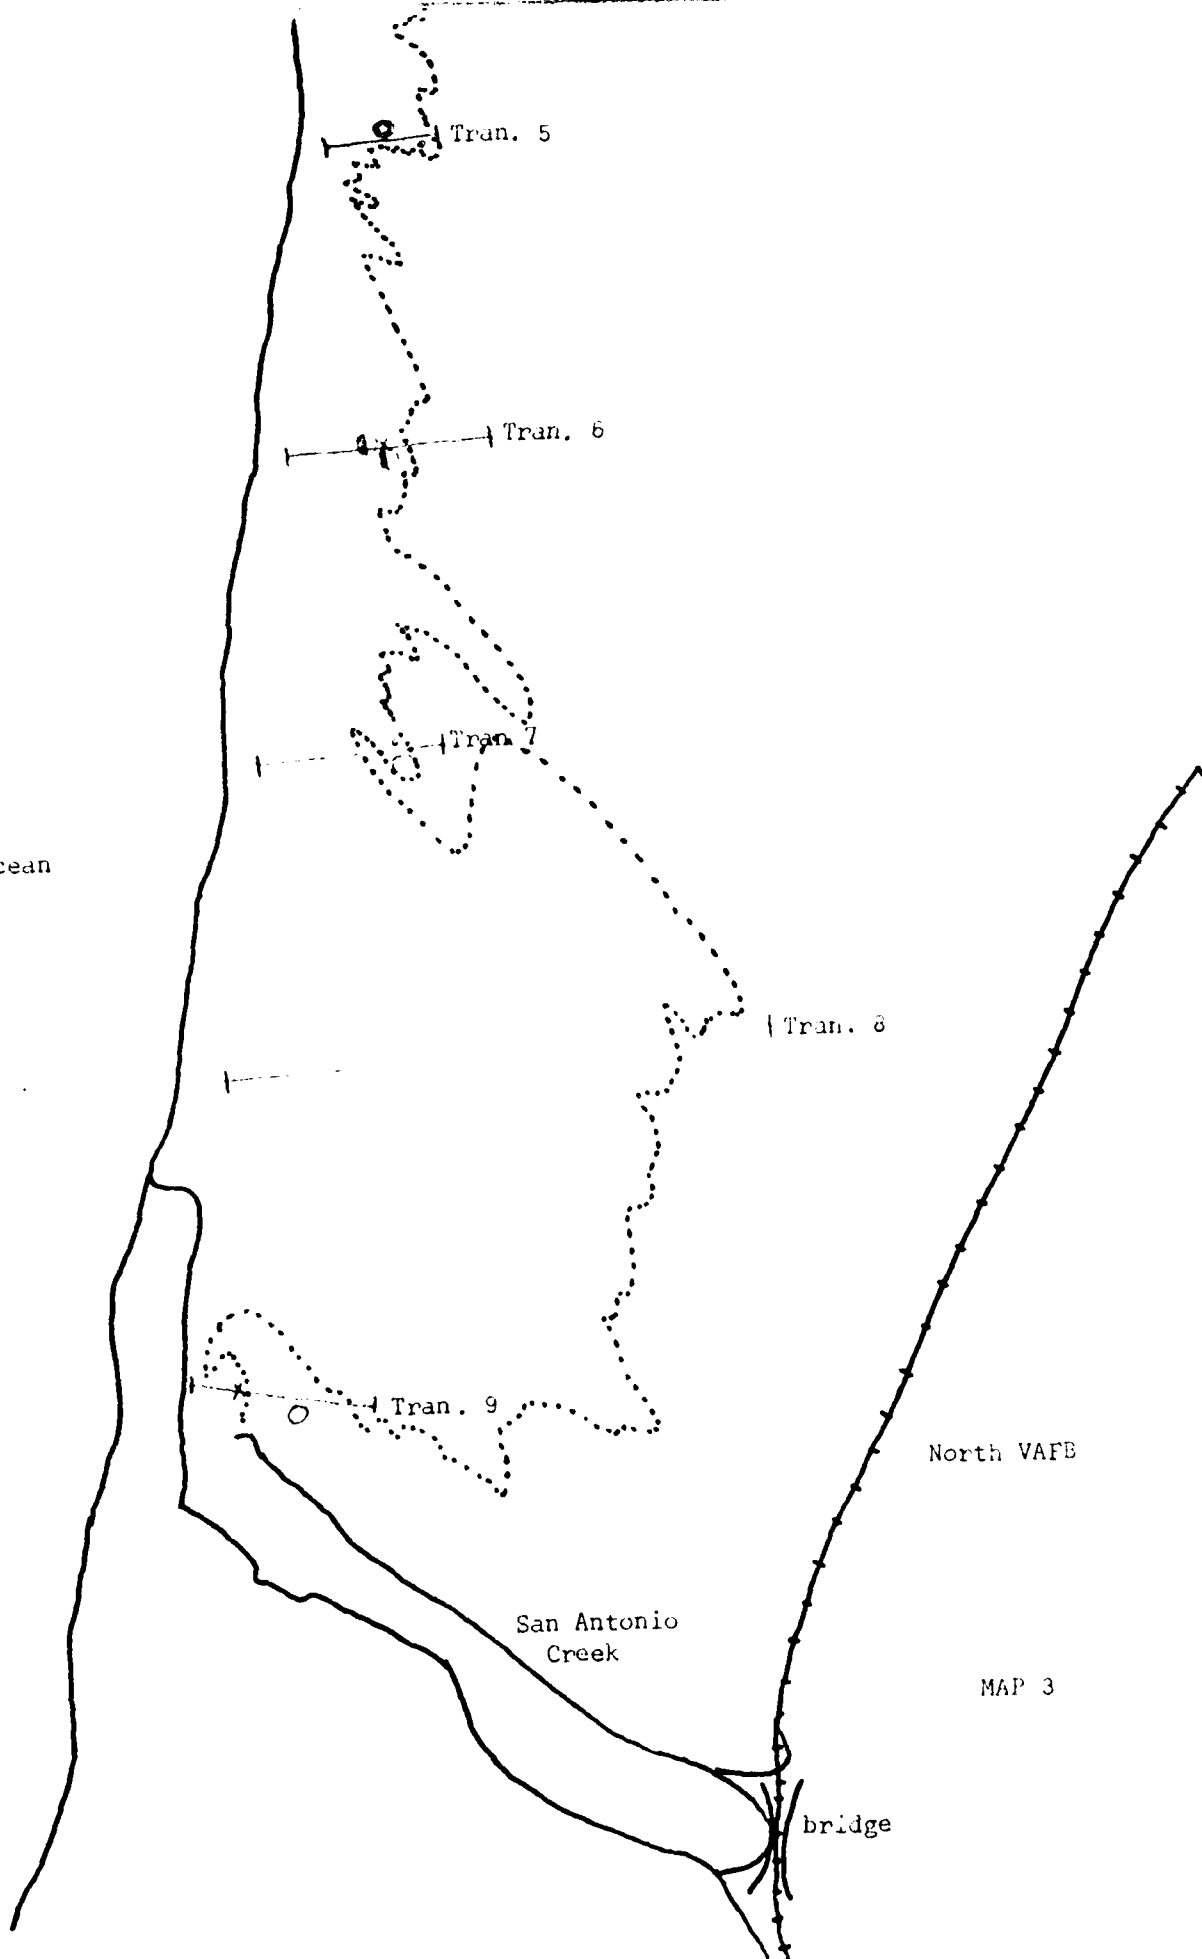 Tran. 5
Tran. 6
Tran. 7
cean
Tran. 8
Tran. 9
North VAFB
San Antonio
Creek
MAP 3
bridge